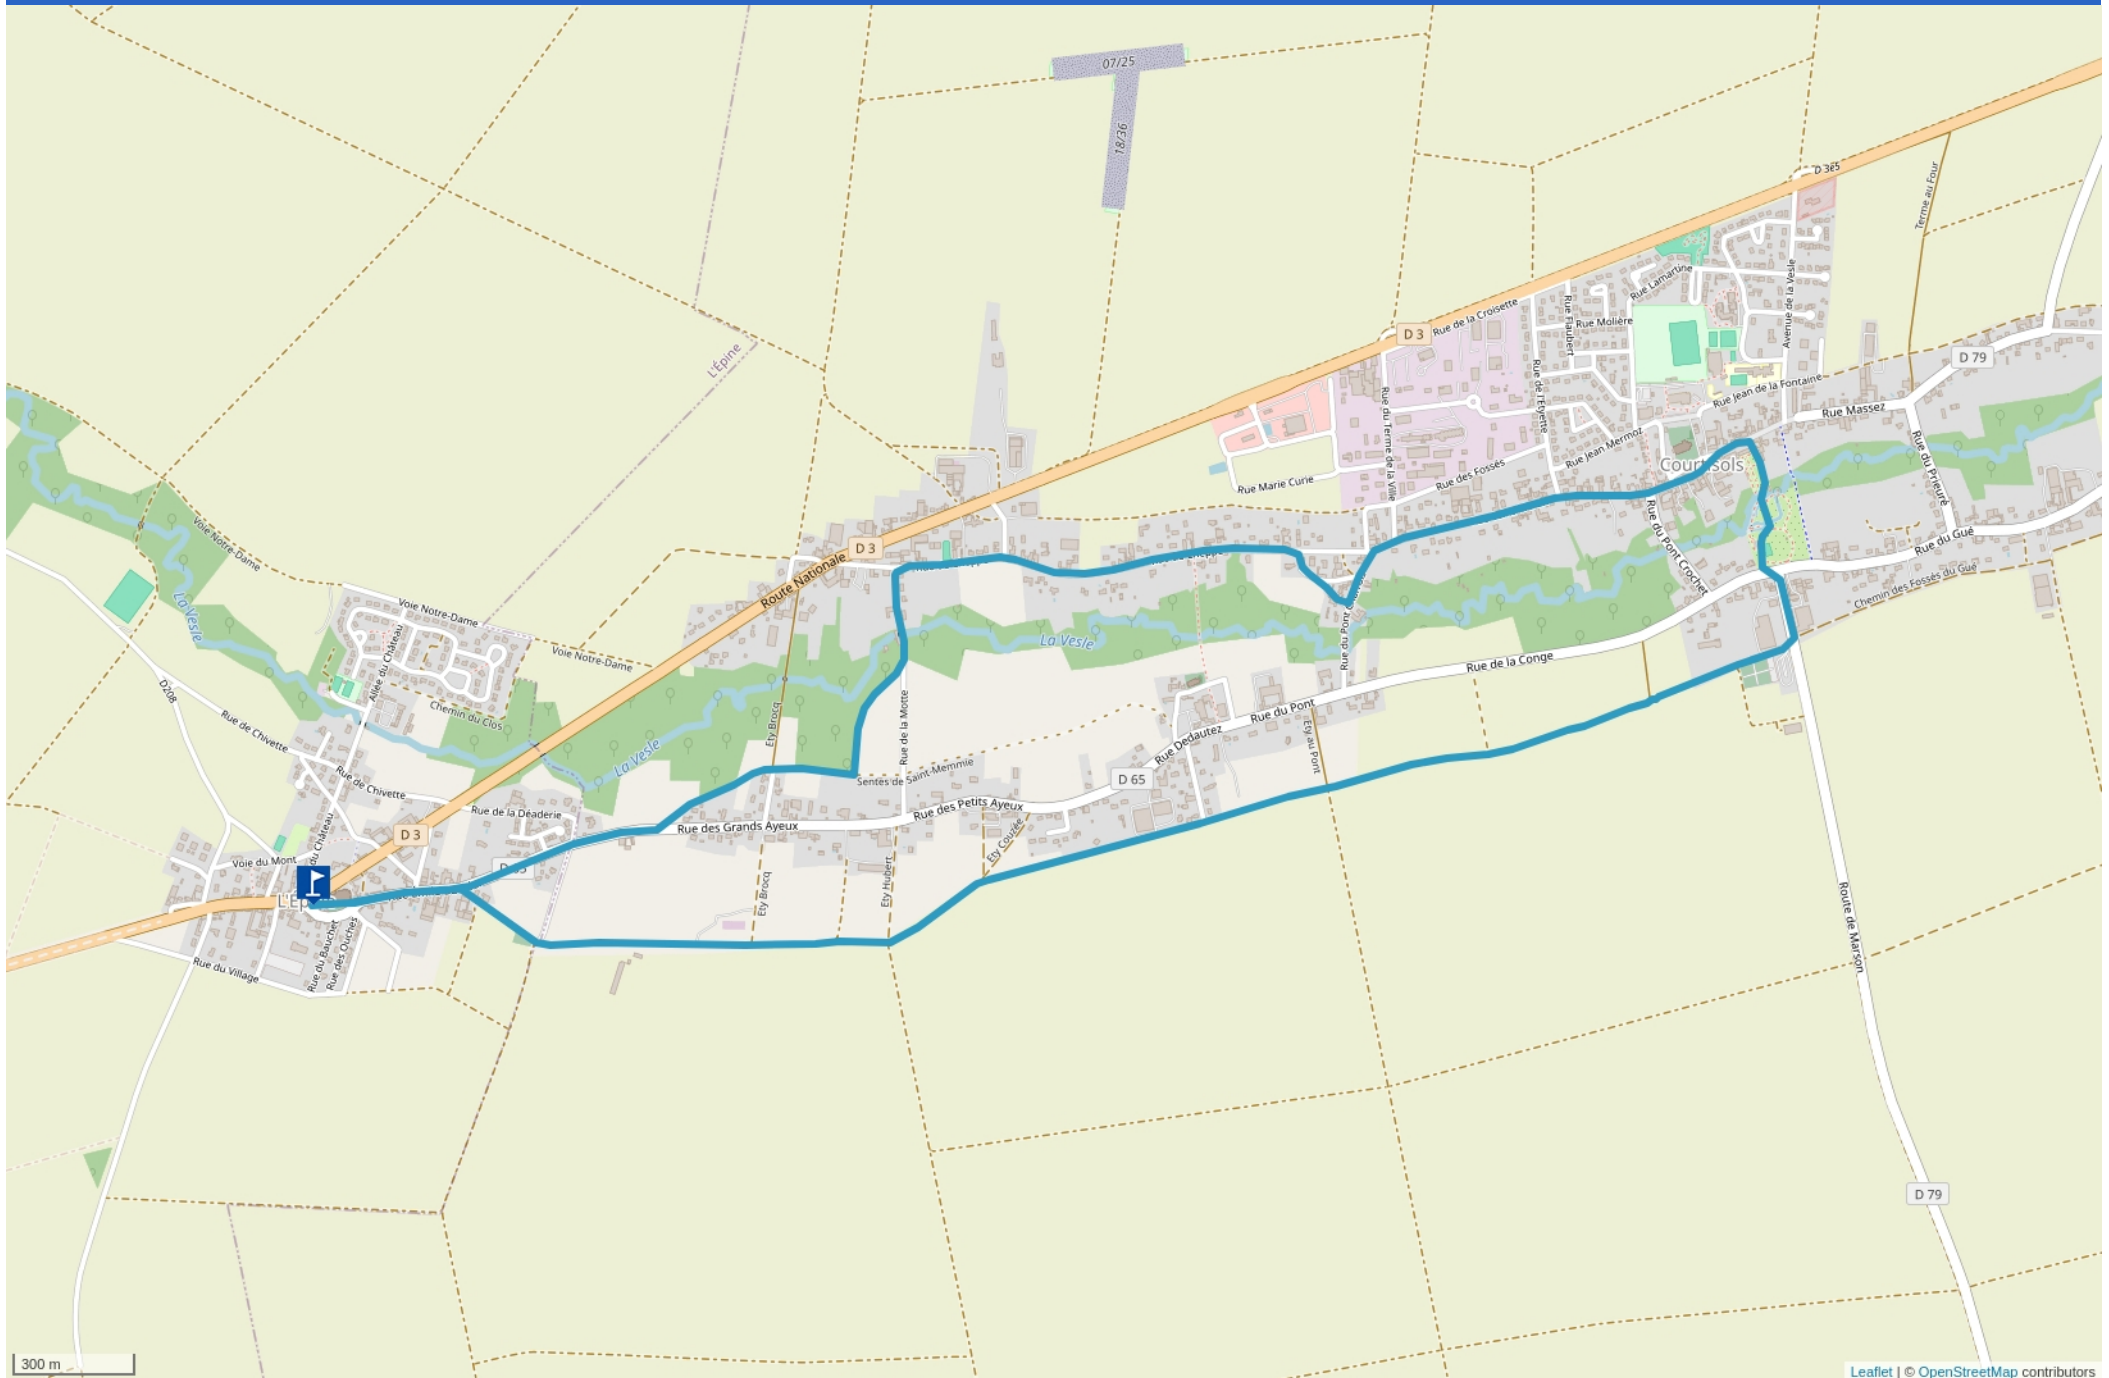 07/25
18/36
D 3e5
Terme au Four
Rue Lamartine
Avenue de la Vesle
Rue Flaubert
Rue Molière
Rue de la Croisette
D 3
L'Épine
D 79
Rue de l'Etyette
Rue Jean de la Fontaine
Rue du Terme de la Ville
Rue Massez
Rue Jean Mermoz
Courtisols
Rue du Prieuré
Rue des Fossés
Rue Marie Curie
Rue du Pont Crochet
Voie Notre-Dame
D 3
Route Nationale
Rue du Gué
Chemin des Fossés du Gué
La Vesle
Voie Notre-Dame
Allée du Château
La Vesle
Rue du Pont
Voie Notre-Dame
Rue de la Conge
D208
Chemin du Clos
Rue de Chivette
Ety Brocq
Rue de la Motte
Rue du Pont
Ety au Pont
Rue Dedautez
La Vesle
Sentes de Saint-Memmie
D 65
Rue de Chivette
Rue de la Déaderie
Rue des Petits Ayeux
Rue des Grands Ayeux
D 3
Ety Couzée
du Château
Voie du Mont
Ety Hubert
Ety Brocq
Rue du Bauchet
Rue des Ouches
Route de Marson
Rue du Village
D 79
300 m
Leaflet | © OpenStreetMap contributors